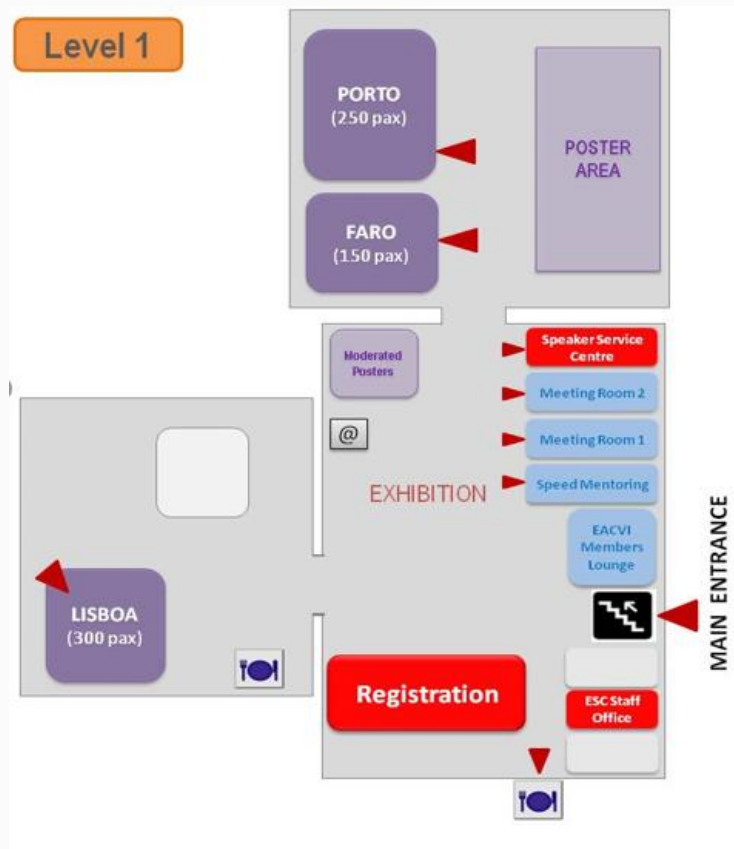 Level 1
PORTO
(250 pax)
POSTER
AREA
FARO
(150 pax)
Moderated
Posters
Speaker Service
Centre
Meeting Room 2
@
Meeting Room 1
EXHIBITION
Speed Mentoring
EACVI
Members
Lounge
MAIN ENTRANCE
LISBOA
(300 pax)
Registration
ESC Staff
Office